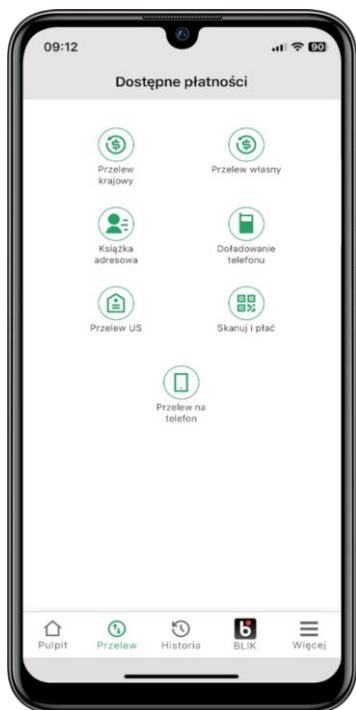 09:12
90
Dostępne płatności
Przelew
krajowy
Przelew własny
Książka
adresowa
Doładowanie
telefonu
Przelew US
Skanuj i płać
Przelew na
telefon
Pulpit
Przelew
Historia
BLIK
Więcej